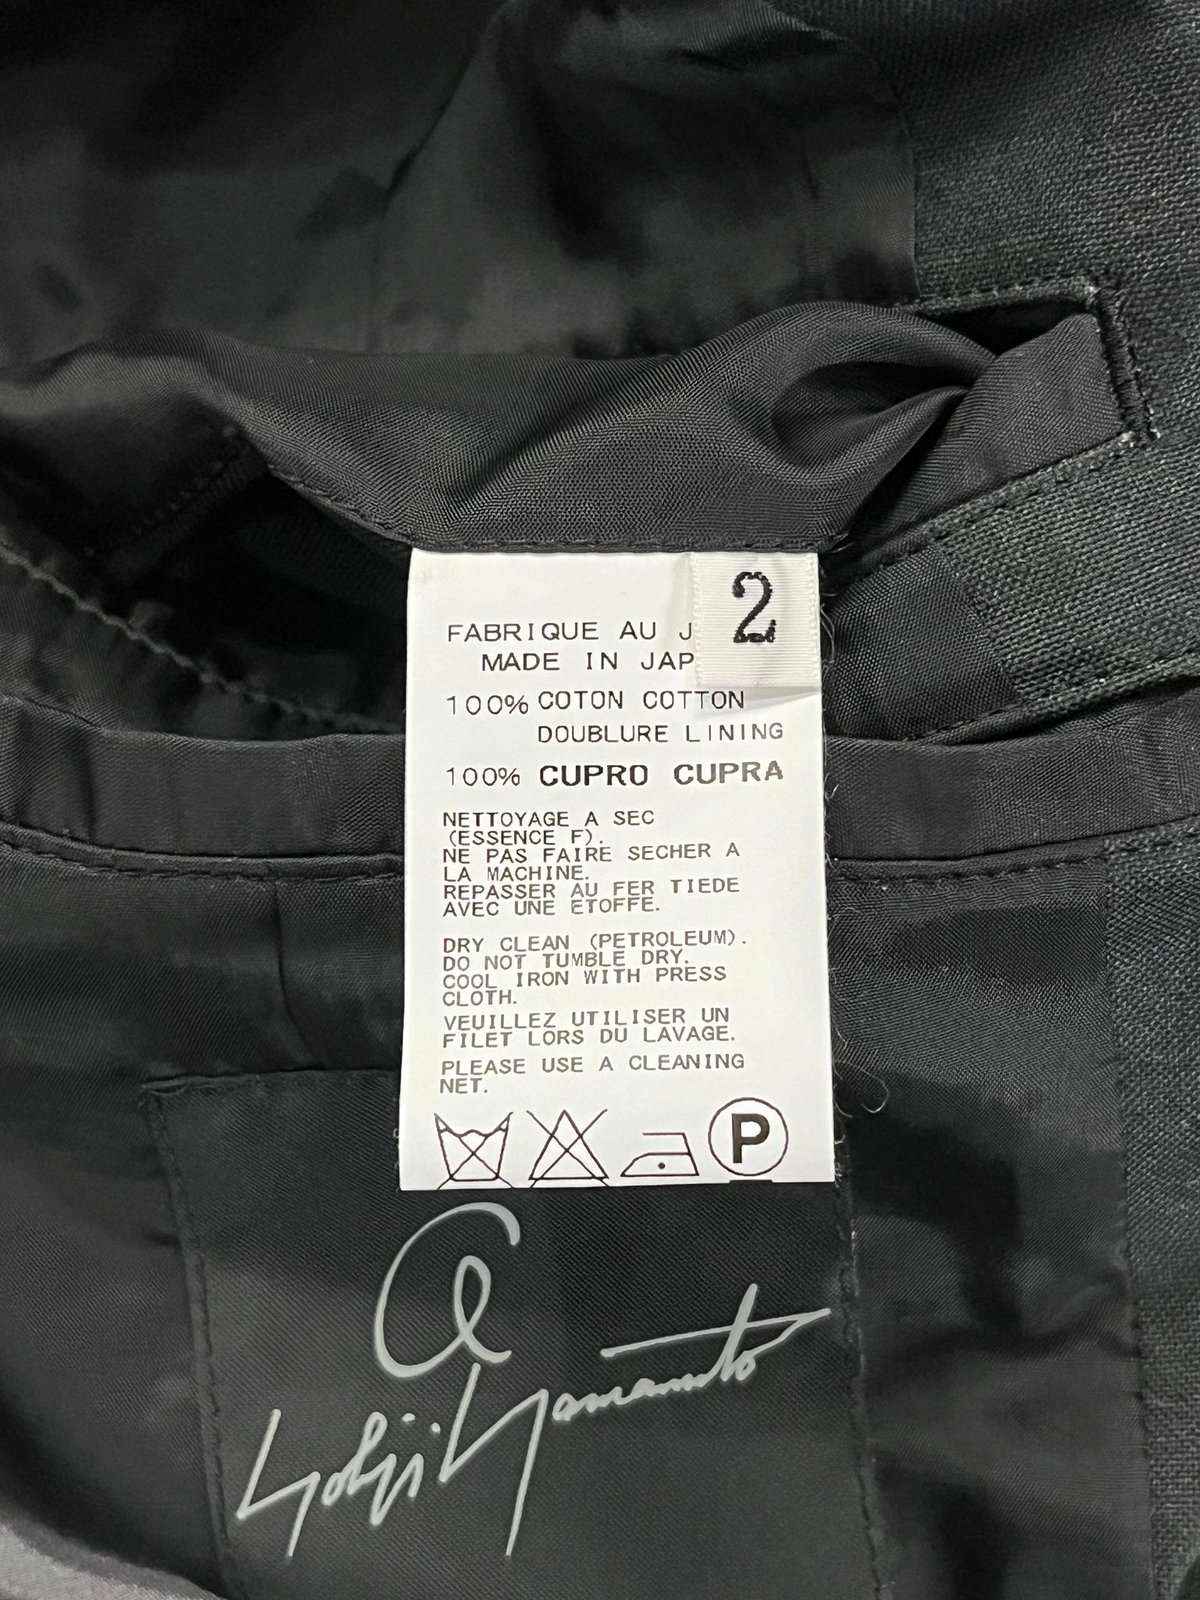 2
FABRIQUE AU J
MADE IN JAP
100% COTON COTTON
DOUBLURE LINING
100% CUPRO CUPRA
NETTOYAGE A SEC
(ESSENCE F).
NE PAS FAIRE SECHER A
LA MACHINE.
REPASSER AU FER TIEDE
AVEC UNE ETOFFE.
DRY CLEAN (PETROLEUM).
DO NOT TUMBLE DRY.
COOL IRON WITH PRESS
CLOTH.
VEUILLEZ UTILISER UN
FILET LORS DU LAVAGE.
PLEASE USE A CLEANING
NET.
P
Yohji Yamamoto